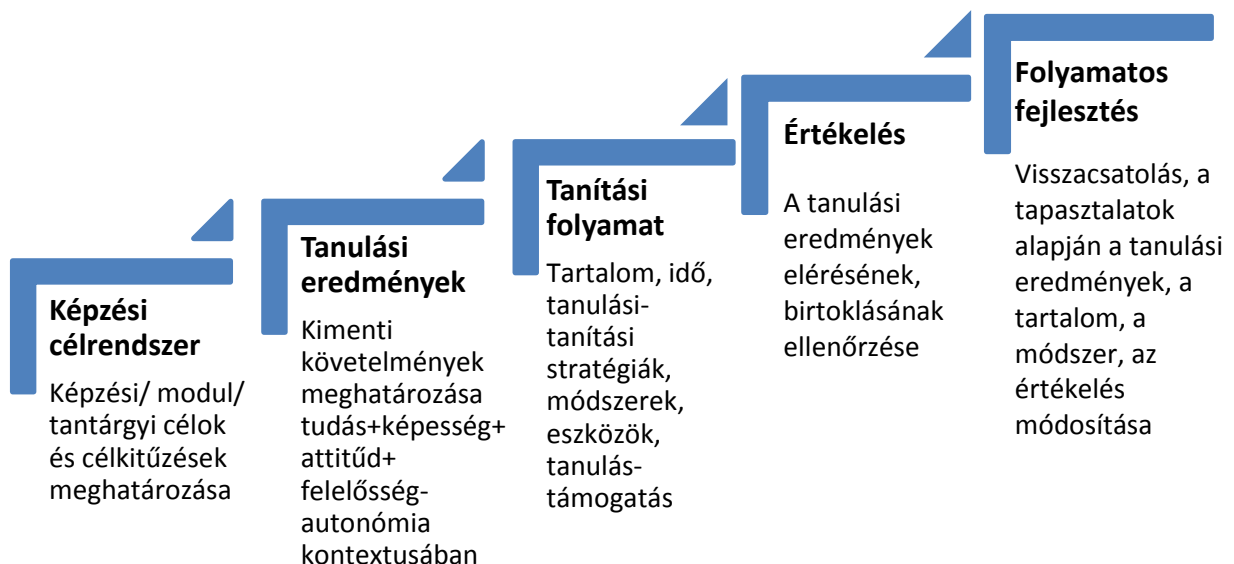 Képzési
célrendszer
Képzési/ modul/
tantárgyi célok
és célkitűzések
meghatározása
Tanulási
eredmények
Kimenti
követelmények
meghatározása
tudás+képesség+
attitűd+
felelősség-
autonómia
kontextusában
Tanítási
folyamat
Tartalom, idő,
tanulási-
tanítási
stratégiák,
módszerek,
eszközök,
tanulás-
támogatás
Értékelés
A tanulási
eredmények
elérésének,
birtoklásának
ellenőrzése
Folyamatos
fejlesztés
Visszacsatolás, a
tapasztalatok
alapján a tanulási
eredmények, a
tartalom, a
módszer, az
értékelés
módosítása